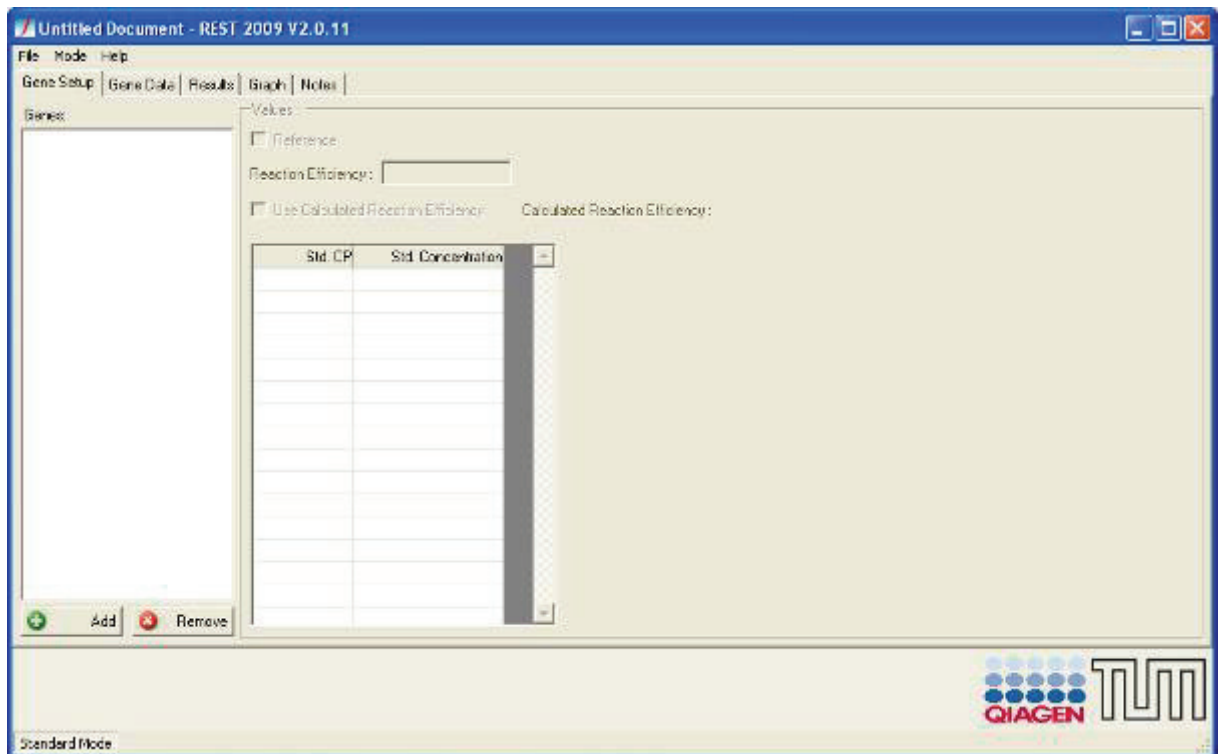 Untitled Document - REST 2009 V2.0.11
File Mode Help
Gene Setup Gene Data Results Graph Notes
Genes:
Values
Reference
Reaction Efficiency :
Use Calculated Reaction Efficiency Calculated Reaction Efficiency :
Std. CP Std. Concentration
Add Remove
QIAGEN TUM
Standard Mode